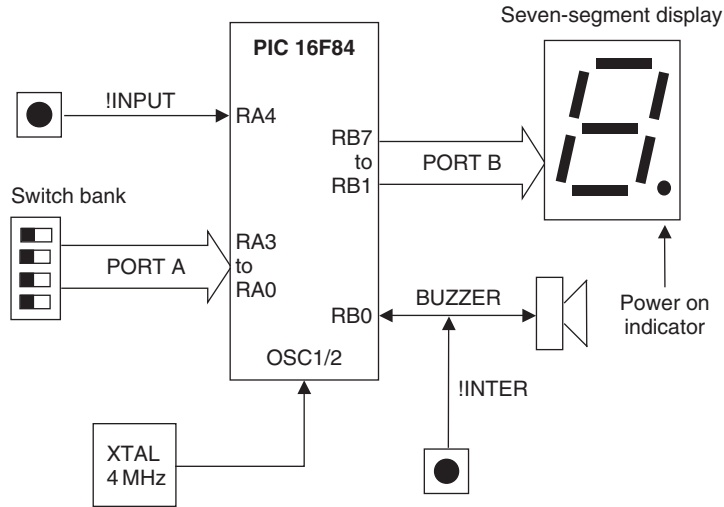 Seven-segment display
PIC 16F84
!INPUT
RA4
RB7
to
RB1
PORT B
Switch bank
RA3
to
RA0
PORT A
RB0
BUZZER
Power on
indicator
OSC1/2
!INTER
XTAL
4 MHz